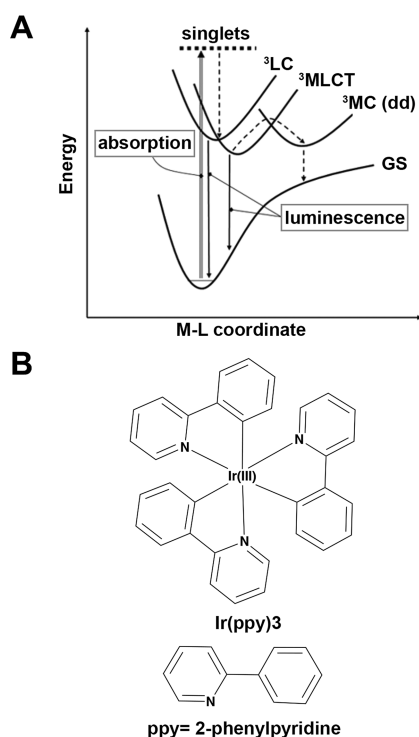 A
singlets
³LC
³MLCT
³MC (dd)
absorption
GS
luminescence
Energy
M-L coordinate
B
N
N
Ir(III)
N
Ir(ppy)3
N
ppy= 2-phenylpyridine